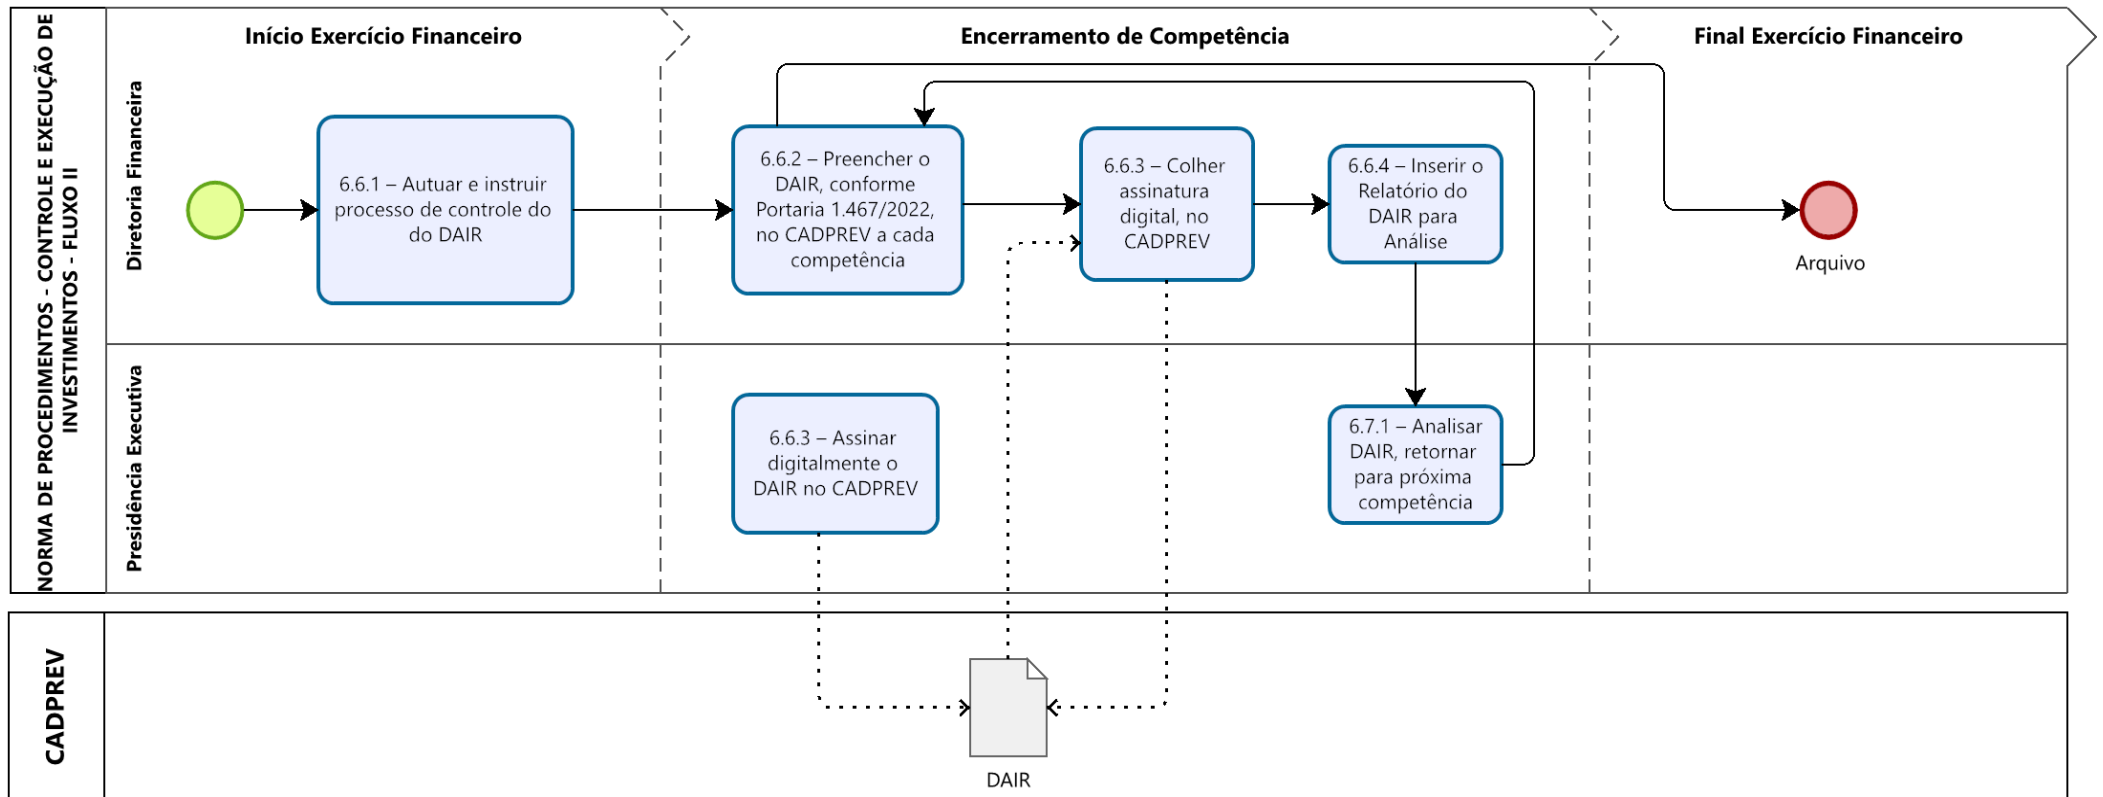 NORMA DE PROCEDIMENTOS - CONTROLE E EXECUÇÃO DE
INVESTIMENTOS - FLUXO II
Início Exercício Financeiro
Encerramento de Competência
Final Exercício Financeiro
Diretoria Financeira
6.6.1 – Autuar e instruir
processo de controle do
do DAIR
6.6.2 – Preencher o
DAIR, conforme
Portaria 1.467/2022,
no CADPREV a cada
competência
6.6.3 – Colher
assinatura
digital, no
CADPREV
6.6.4 – Inserir o
Relatório do
DAIR para
Análise
Arquivo
Presidência Executiva
6.6.3 – Assinar
digitalmente o
DAIR no CADPREV
6.7.1 – Analisar
DAIR, retornar
para próxima
competência
CADPREV
DAIR